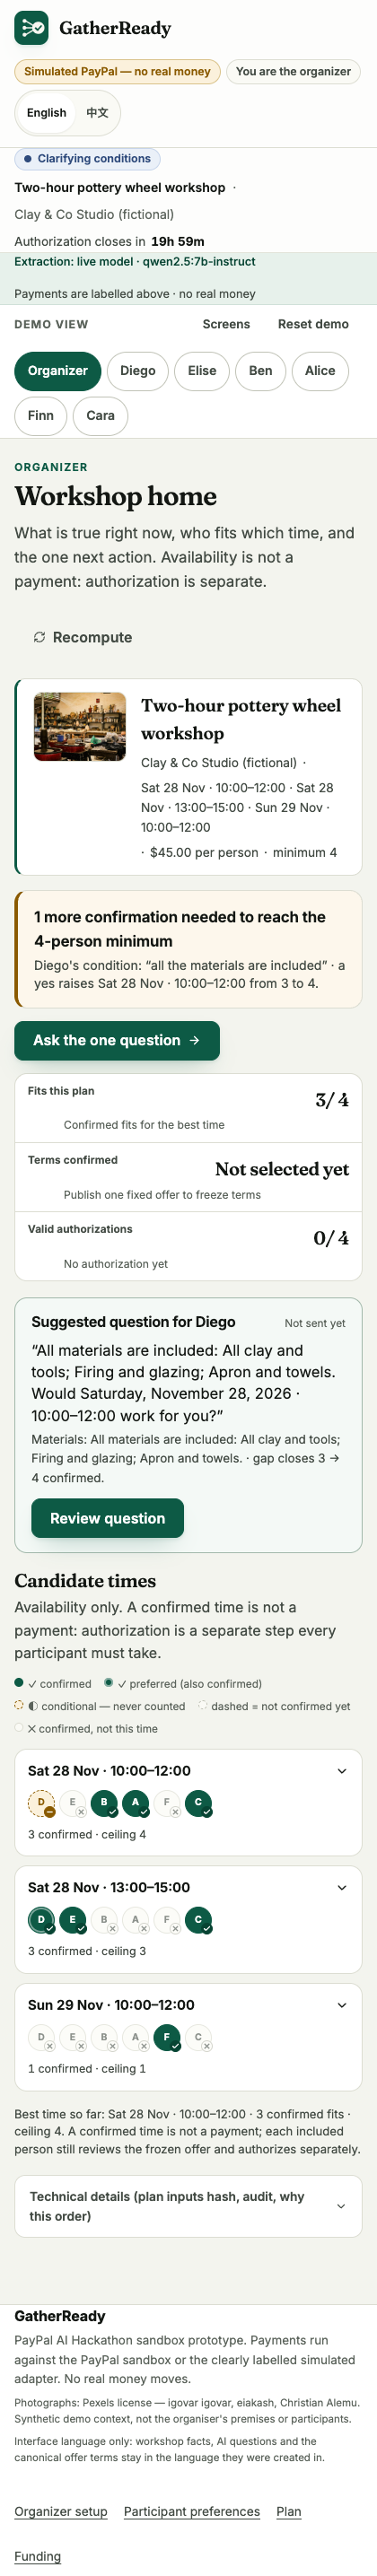 GatherReady
Simulated PayPal — no real money
You are the organizer
English
中文
Clarifying conditions
Two-hour pottery wheel workshop ·
Clay & Co Studio (fictional)
Authorization closes in 19h 59m
Extraction: live model · qwen2.5:7b-instruct
Payments are labelled above · no real money
DEMO VIEW
Screens
Reset demo
Organizer
Diego
Elise
Ben
Alice
Finn
Cara
ORGANIZER
Workshop home
What is true right now, who fits which time, and
the one next action. Availability is not a
payment: authorization is separate.
Recompute
Two-hour pottery wheel
workshop
Clay & Co Studio (fictional) ·
Sat 28 Nov · 10:00–12:00 · Sat 28
Nov · 13:00–15:00 · Sun 29 Nov ·
10:00–12:00
· $45.00 per person · minimum 4
1 more confirmation needed to reach the
4-person minimum
Diego's condition: “all the materials are included” · a
yes raises Sat 28 Nov · 10:00–12:00 from 3 to 4.
Ask the one question →
Fits this plan
3/4
Confirmed fits for the best time
Terms confirmed
Not selected yet
Publish one fixed offer to freeze terms
Valid authorizations
0/4
No authorization yet
Suggested question for Diego
Not sent yet
“All materials are included: All clay and
tools; Firing and glazing; Apron and towels.
Would Saturday, November 28, 2026 ·
10:00–12:00 work for you?”
Materials: All materials are included: All clay and tools;
Firing and glazing; Apron and towels. · gap closes 3 →
4 confirmed.
Review question
Candidate times
Availability only. A confirmed time is not a
payment: authorization is a separate step every
participant must take.
✓ confirmed
✓ preferred (also confirmed)
◐ conditional — never counted
dashed = not confirmed yet
✕ confirmed, not this time
Sat 28 Nov · 10:00–12:00
D E B A F C
3 confirmed · ceiling 4
Sat 28 Nov · 13:00–15:00
D E B A F C
3 confirmed · ceiling 3
Sun 29 Nov · 10:00–12:00
D E B A F C
1 confirmed · ceiling 1
Best time so far: Sat 28 Nov · 10:00–12:00 · 3 confirmed fits ·
ceiling 4. A confirmed time is not a payment; each included
person still reviews the frozen offer and authorizes separately.
Technical details (plan inputs hash, audit, why
this order)
GatherReady
PayPal AI Hackathon sandbox prototype. Payments run
against the PayPal sandbox or the clearly labelled simulated
adapter. No real money moves.
Photographs: Pexels license — igovar igovar, eiakash, Christian Alemu.
Synthetic demo context, not the organiser's premises or participants.
Interface language only: workshop facts, AI questions and the
canonical offer terms stay in the language they were created in.
Organizer setup
Participant preferences
Plan
Funding